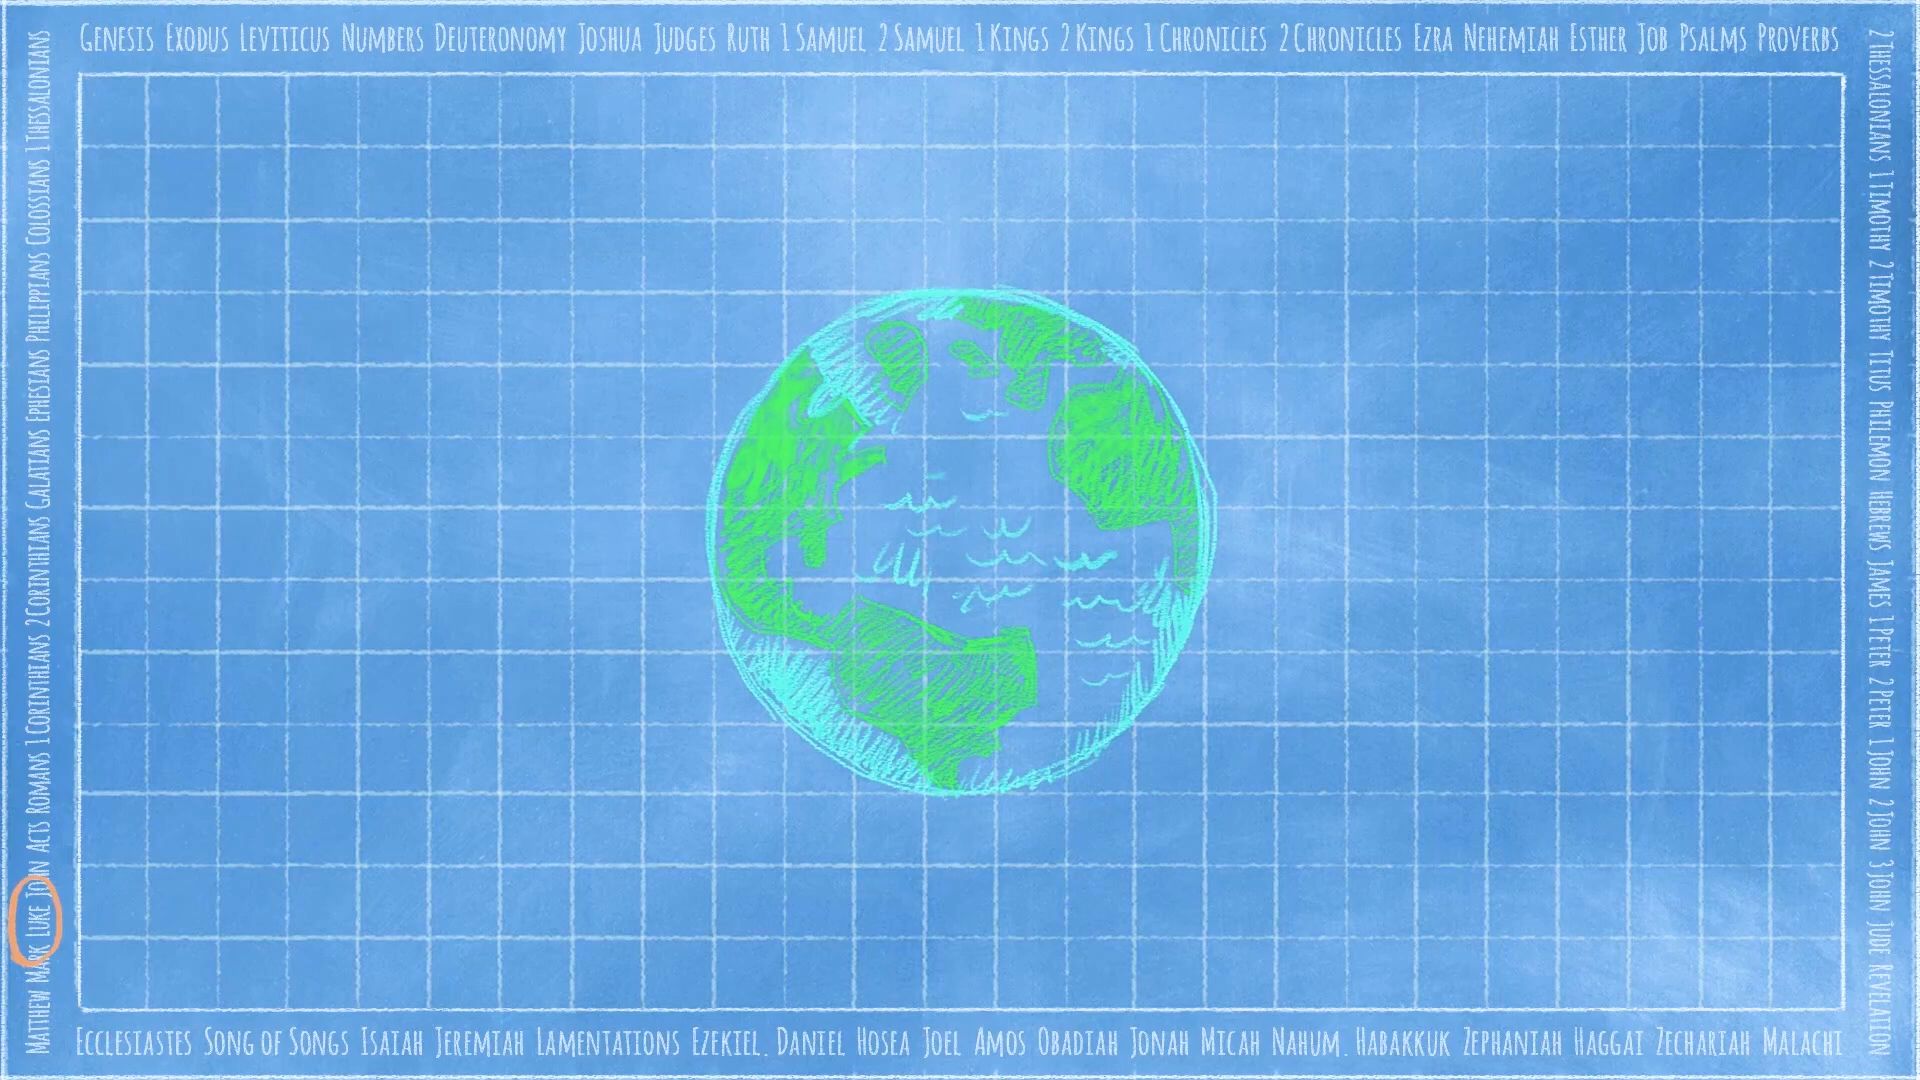 Genesis Exodus Leviticus Numbers Deuteronomy Joshua Judges Ruth 1 Samuel 2 Samuel 1 Kings 2 Kings 1 Chronicles 2 Chronicles Ezra Nehemiah Esther Job Psalms Proverbs
Ecclesiastes Song of Songs Isaiah Jeremiah Lamentations Ezekiel. Daniel Hosea Joel Amos Obadiah Jonah Micah Nahum. Habakkuk Zephaniah Haggai Zechariah Malachi
Matthew Mark Luke John Acts Romans 1 Corinthians 2 Corinthians Galatians Ephesians Philippians Colossians 1 Thessalonians
2 Thessalonians 1 Timothy 2 Timothy Titus Philemon Hebrews James 1 Peter 2 Peter 1 John 2 John 3 John Jude Revelation